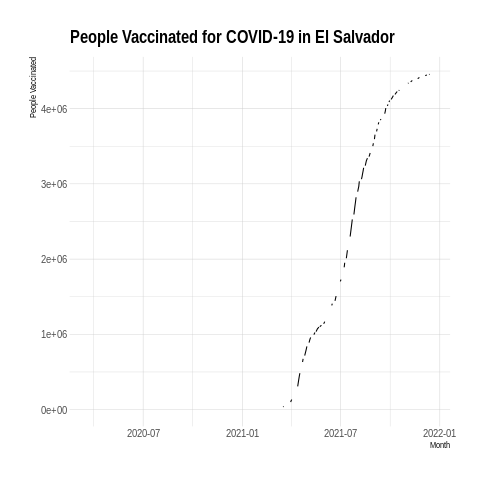 People Vaccinated for COVID-19 in El Salvador
People Vaccinated
4e+06
3e+06
2e+06
1e+06
0e+00
2020-07 2021-01 2021-07 2022-01
Month